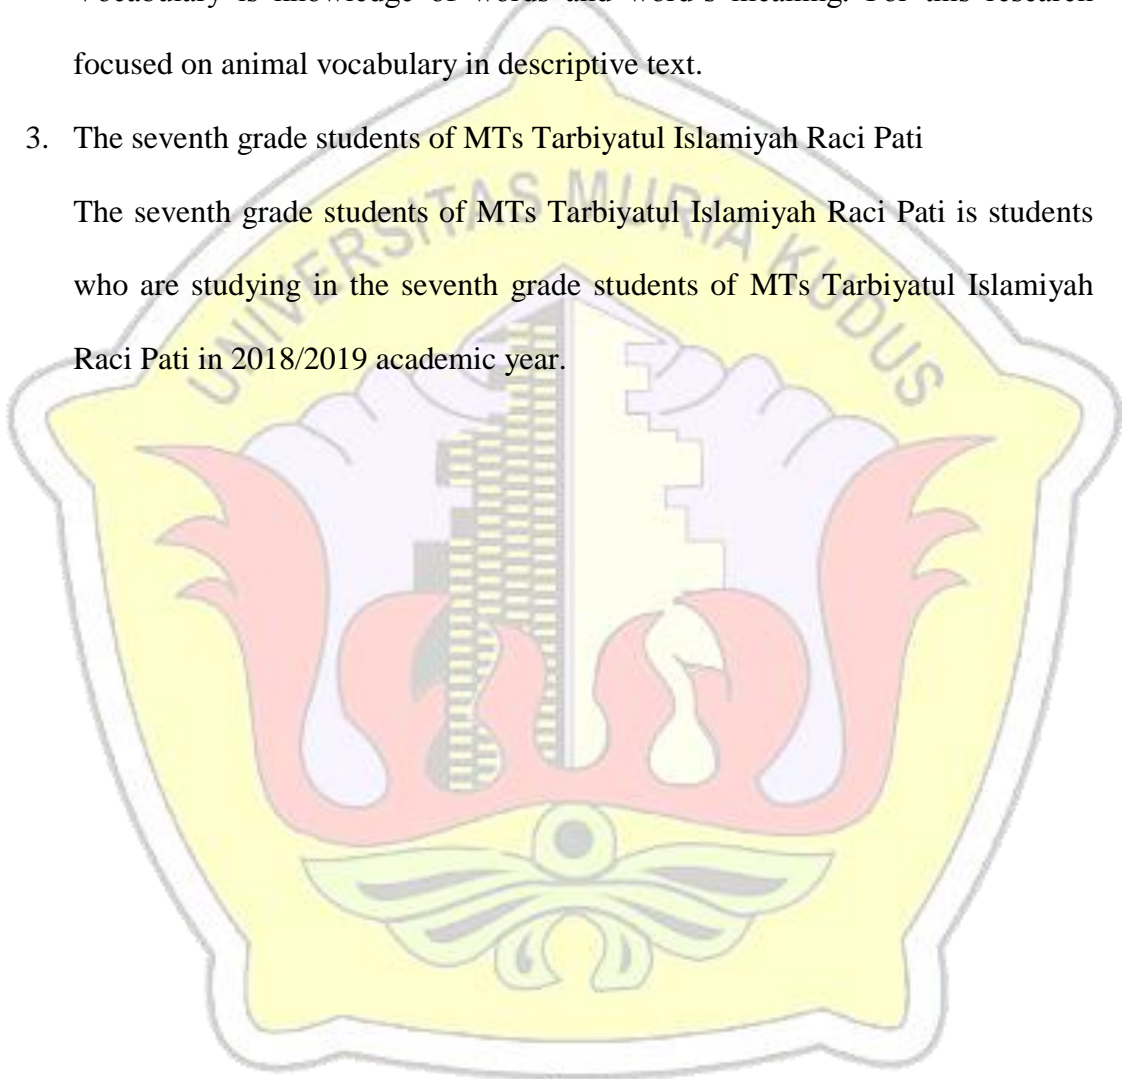 Vocabulary is knowledge of words and word's meaning. For this research
focused on animal vocabulary in descriptive text.
3. The seventh grade students of MTs Tarbiyatul Islamiyah Raci Pati
The seventh grade students of MTs Tarbiyatul Islamiyah Raci Pati is students
who are studying in the seventh grade students of MTs Tarbiyatul Islamiyah
Raci Pati in 2018/2019 academic year.
UNIVERSITAS MURIA KUDUS